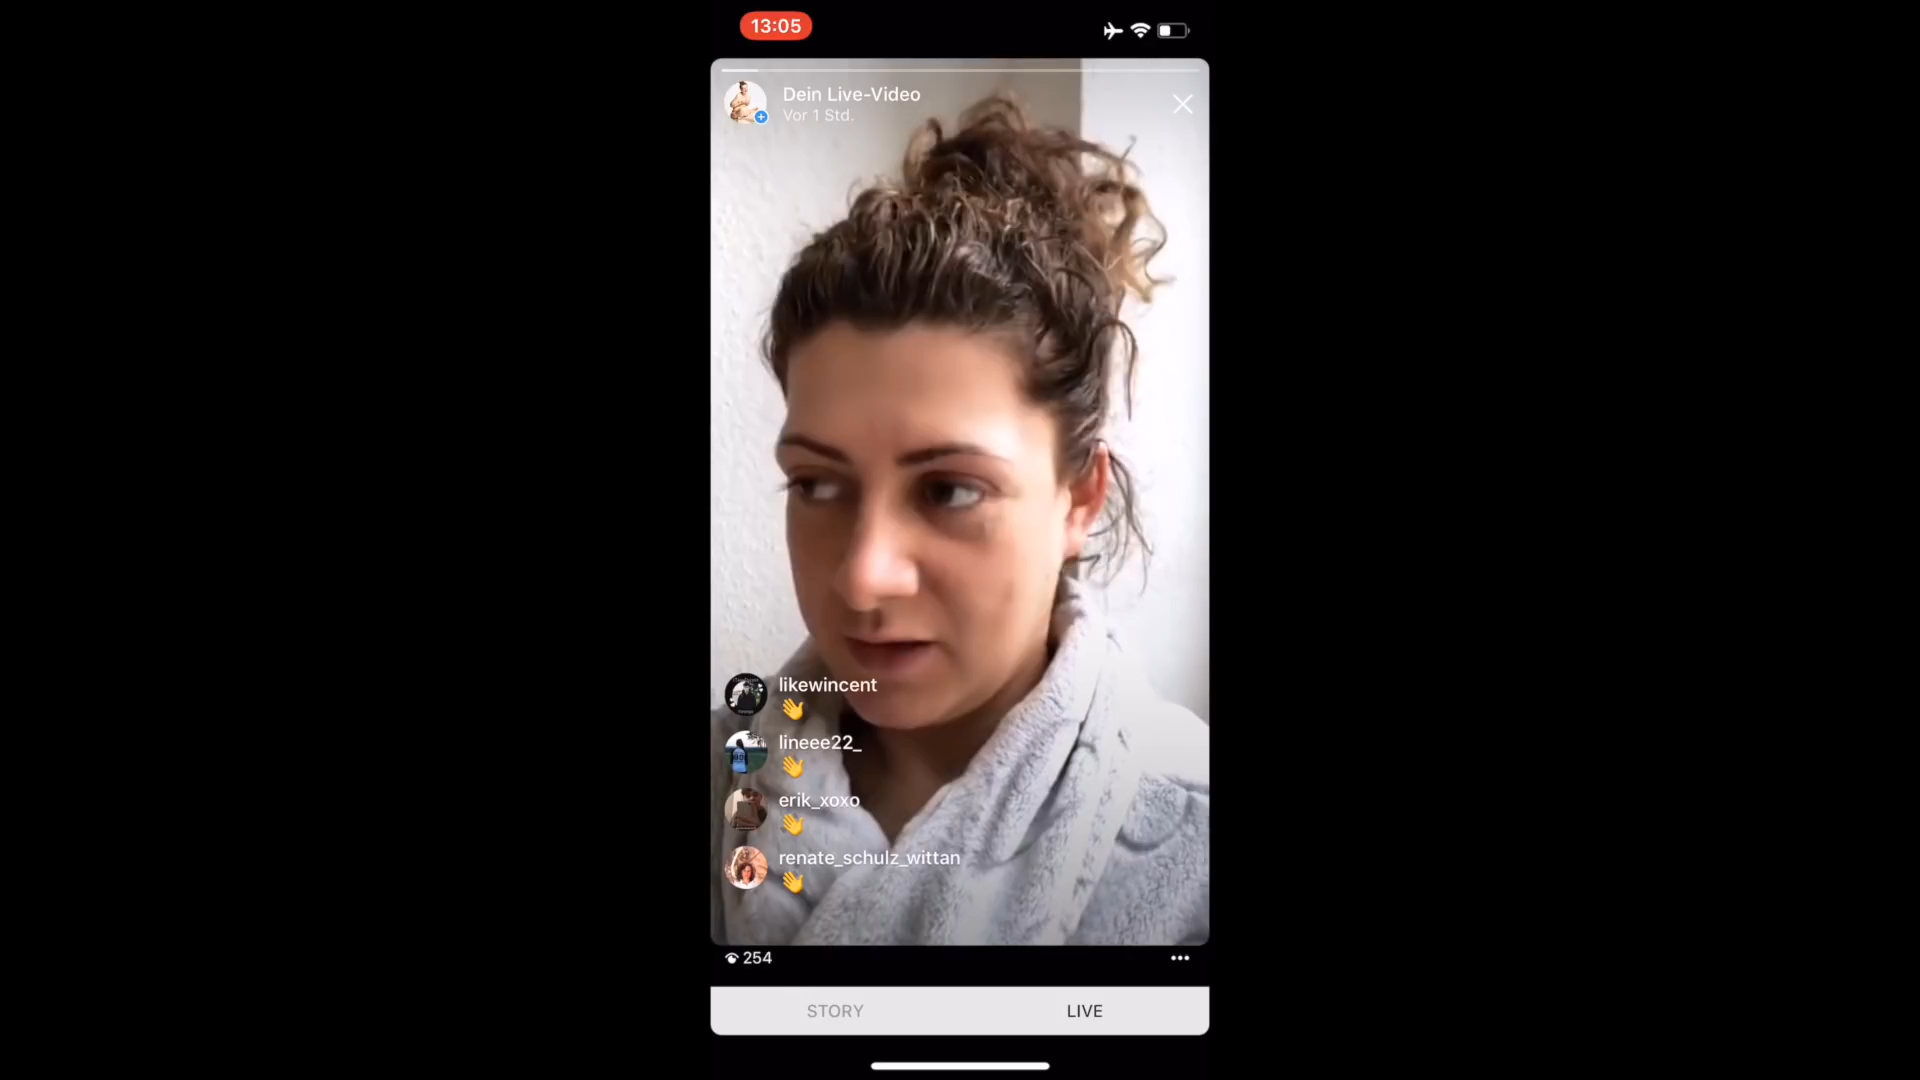 13:05
Dein Live-Video
Vor 1 Std.
likewincent
👋
lineee22_
👋
erik_xoxo
👋
renate_schulz_wittan
👋
254
STORY
LIVE